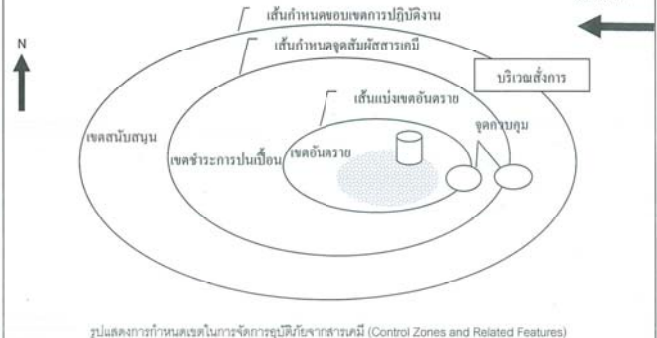 เส้นกำหนดขอบเขตการปฏิบัติงาน
เส้นกำหนดจุดสัมผัสสารเคมี
N
บริเวณสั่งการ
เส้นแบ่งเขตอันตราย
จุดควบคุม
เขตสนับสนุน
เขตชำระการปนเปื้อน
เขตอันตราย
รูปแสดงการกำหนดเขตในการจัดการอุบัติภัยจากสารเคมี (Control Zones and Related Features)